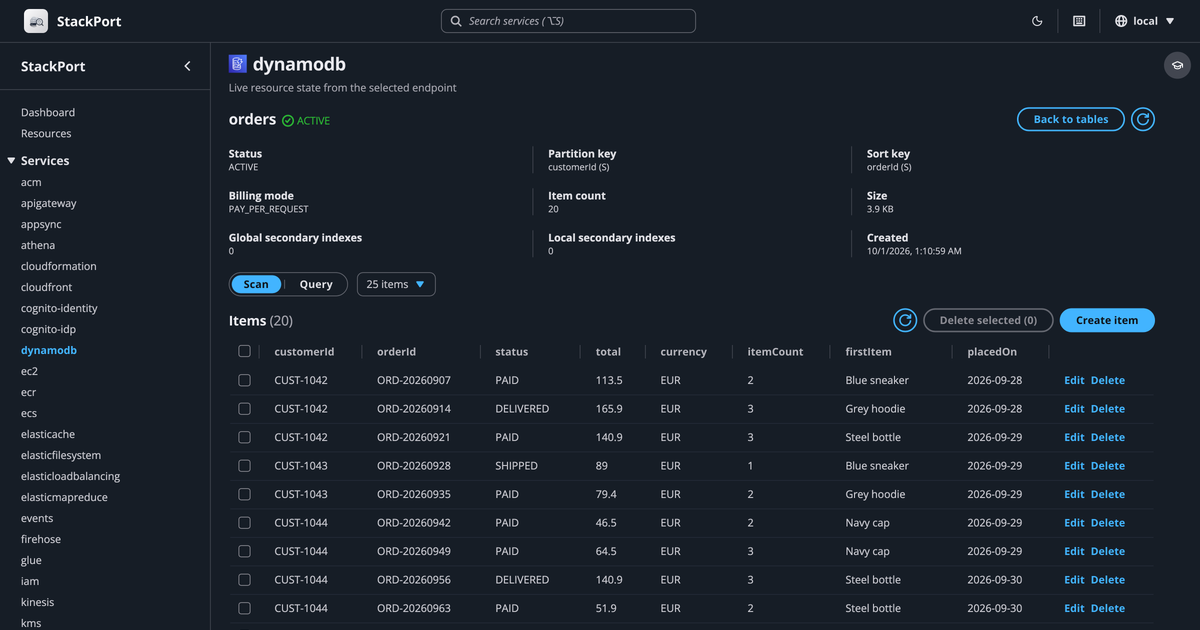 StackPort
Search services (⌥S)
local
StackPort
Dashboard
Resources
Services
acm
apigateway
appsync
athena
cloudformation
cloudfront
cognito-identity
cognito-idp
dynamodb
ec2
ecr
ecs
elasticache
elasticfilesystem
elasticloadbalancing
elasticmapreduce
events
firehose
glue
iam
kinesis
kms
dynamodb
Live resource state from the selected endpoint
orders ACTIVE
Back to tables
Status
ACTIVE
Partition key
customerId (S)
Sort key
orderId (S)
Billing mode
PAY_PER_REQUEST
Item count
20
Size
3.9 KB
Global secondary indexes
0
Local secondary indexes
0
Created
10/1/2026, 1:10:59 AM
Scan Query 25 items
Items (20)
Delete selected (0) Create item
customerId orderId status total currency itemCount firstItem placedOn
CUST-1042 ORD-20260907 PAID 113.5 EUR 2 Blue sneaker 2026-09-28 Edit Delete
CUST-1042 ORD-20260914 DELIVERED 165.9 EUR 3 Grey hoodie 2026-09-28 Edit Delete
CUST-1042 ORD-20260921 PAID 140.9 EUR 3 Steel bottle 2026-09-29 Edit Delete
CUST-1043 ORD-20260928 SHIPPED 89 EUR 1 Blue sneaker 2026-09-29 Edit Delete
CUST-1043 ORD-20260935 PAID 79.4 EUR 2 Grey hoodie 2026-09-29 Edit Delete
CUST-1044 ORD-20260942 PAID 46.5 EUR 2 Navy cap 2026-09-29 Edit Delete
CUST-1044 ORD-20260949 PAID 64.5 EUR 3 Navy cap 2026-09-29 Edit Delete
CUST-1044 ORD-20260956 DELIVERED 140.9 EUR 3 Steel bottle 2026-09-30 Edit Delete
CUST-1044 ORD-20260963 PAID 51.9 EUR 2 Steel bottle 2026-09-30 Edit Delete